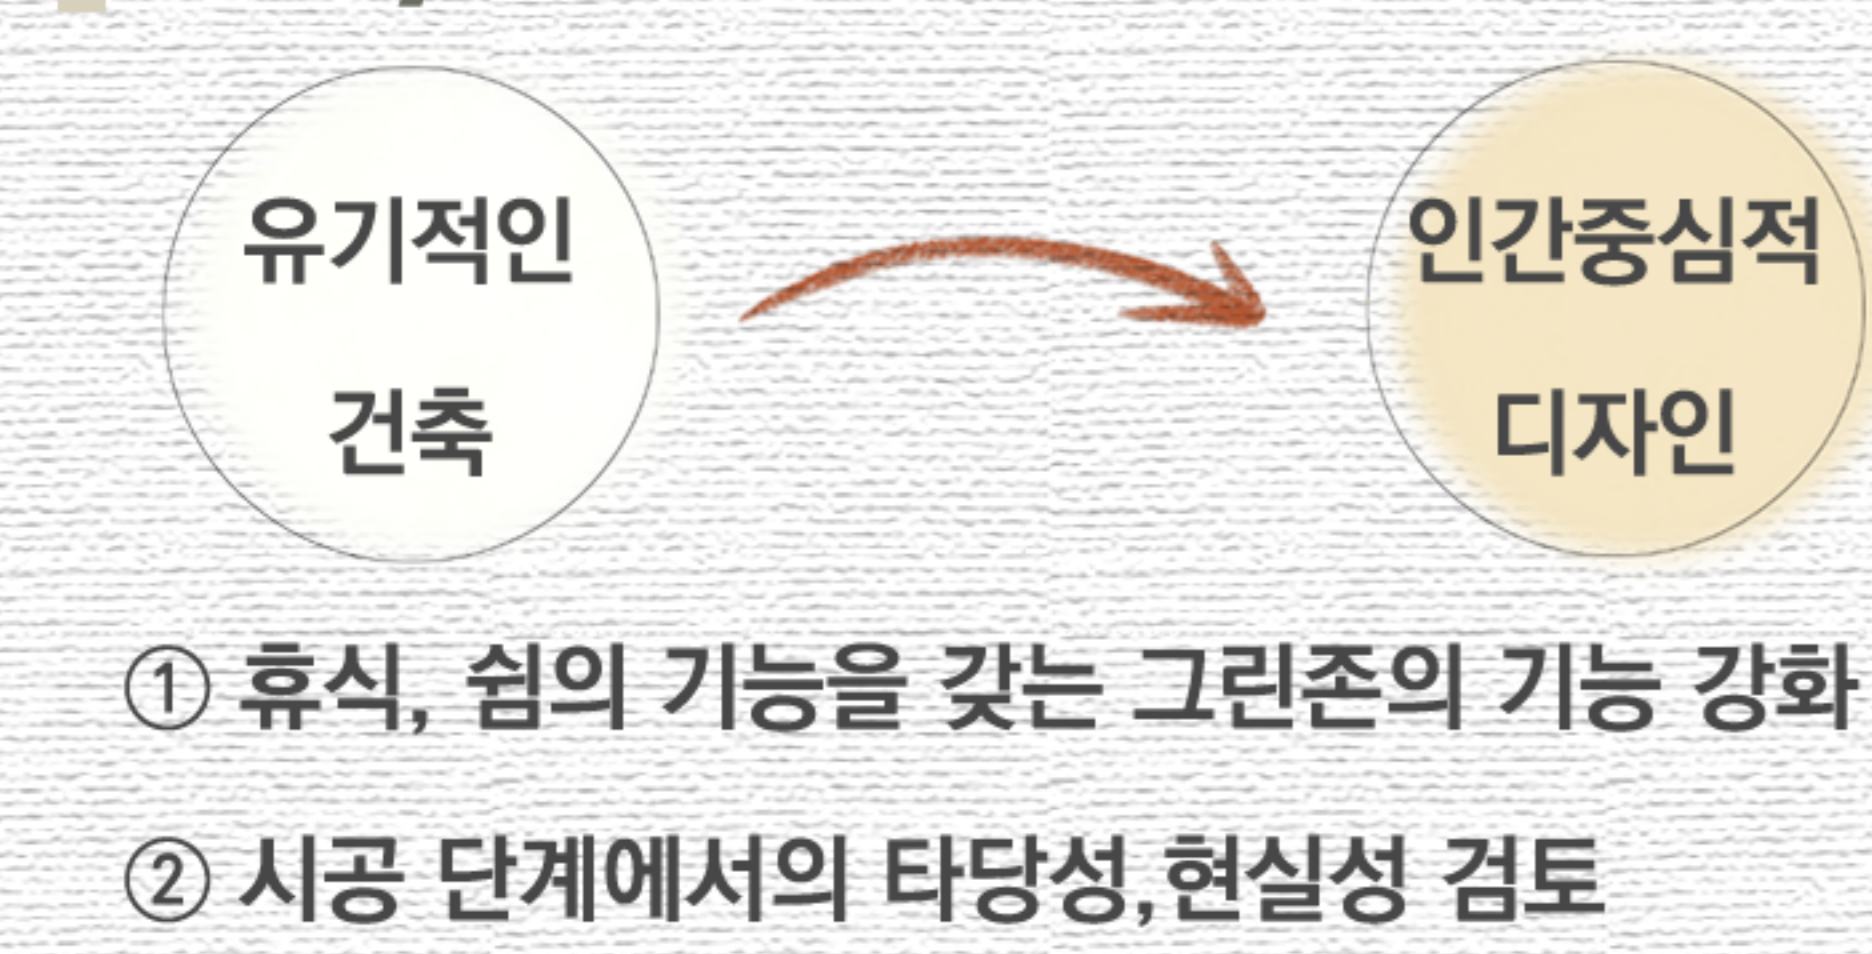 유기적인
건축
인간중심적
디자인
① 휴식, 쉼의 기능을 갖는 그린존의 기능 강화
② 시공 단계에서의 타당성,현실성 검토